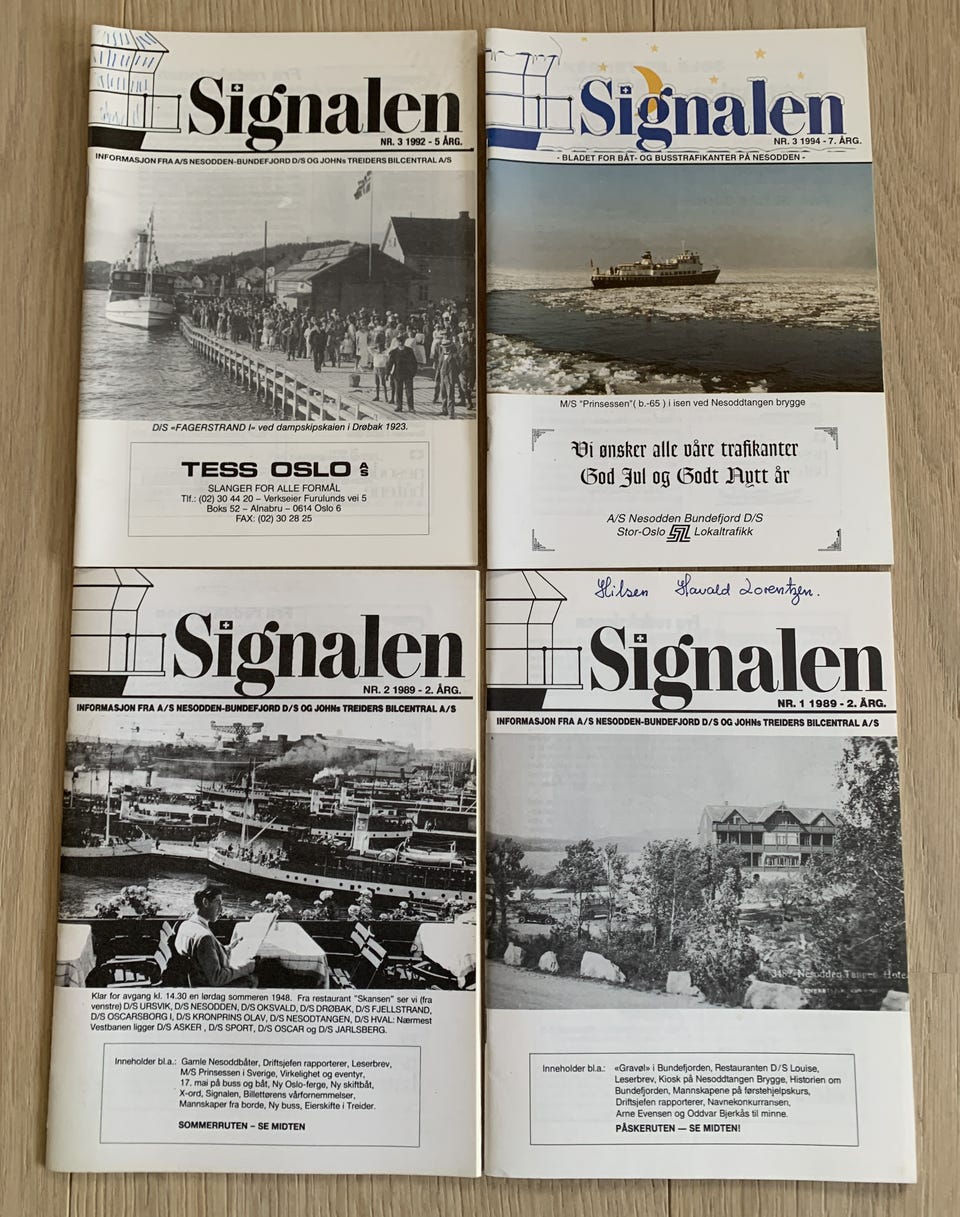 Signalen
NR. 3 1992 - 5 ÅRG.
INFORMASJON FRA A/S NESODDEN-BUNDEFJORD D/S OG JOHNs TREIDERS BILCENTRAL A/S
D/S «FAGERSTRAND I» ved dampskipskaien i Drøbak 1923.
TESS OSLO A/S
SLANGER FOR ALLE FORMÅL
Tlf.: (02) 30 44 20 – Verkseier Furulunds vei 5
Boks 52 – Alnabru – 0614 Oslo 6
FAX: (02) 30 28 25
Signalen
NR. 3 1994 - 7. ÅRG.
- BLADET FOR BÅT- OG BUSSTRAFIKANTER PÅ NESODDEN -
M/S "Prinsessen"( b.-65 ) i isen ved Nesoddtangen brygge
Vi ønsker alle våre trafikanter
God Jul og Godt Nytt år
A/S Nesodden Bundefjord D/S
Stor-Oslo SL Lokaltrafikk
1
Signalen
NR. 2 1989 - 2. ÅRG.
INFORMASJON FRA A/S NESODDEN-BUNDEFJORD D/S OG JOHNs TREIDERS BILCENTRAL A/S
Klar for avgang kl. 14.30 en lørdag sommeren 1948. Fra restaurant "Skansen" ser vi (fra
venstre) D/S URSVIK, D/S NESODDEN, D/S OKSVALD, D/S DRØBAK, D/S FJELLSTRAND,
D/S OSCARSBORG I, D/S KRONPRINS OLAV, D/S NESODTANGEN, D/S HVAL: Nærmest
Vestbanen ligger D/S ASKER , D/S SPORT, D/S OSCAR og D/S JARLSBERG.
Inneholder bl.a.: Gamle Nesoddbåter, Driftsjefen rapporterer, Leserbrev,
M/S Prinsessen i Sverige, Virkelighet og eventyr,
17. mai på buss og båt, Ny Oslo-ferge, Ny skiftbåt,
X-ord, Signalen, Billettørens vårfornemmelser,
Mannskaper fra borde, Ny buss, Eierskifte i Treider.
SOMMERRUTEN – SE MIDTEN
Hilsen Havald Lorentzen.
Signalen
NR. 1 1989 - 2. ÅRG.
INFORMASJON FRA A/S NESODDEN-BUNDEFJORD D/S OG JOHNs TREIDERS BILCENTRAL A/S
3487 Nesodden Tangen Hote
Inneholder bl.a.: «Gravøl» i Bundefjorden, Restauranten D/S Louise,
Leserbrev, Kiosk på Nesoddtangen Brygge, Historien om
Bundefjorden, Mannskapene på førstehjelpskurs,
Driftsjefen rapporterer, Navnekonkurransen,
Arne Evensen og Oddvar Bjerkås til minne.
PÅSKERUTEN — SE MIDTEN!